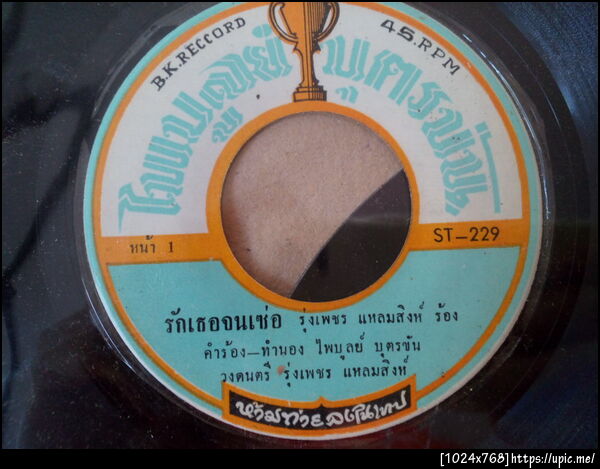 B.K. RECCORD
45. RPM
ไพบูลย์ บุตรขัน
หน้า 1
ST-229
รักเธอจนเซ่อ รุ่งเพชร แหลมสิงห์ ร้อง
คำร้อง-ทำนอง ไพบูลย์ บุตรขัน
วงดนตรี รุ่งเพชร แหลมสิงห์
ห้ามถ่ายลงในเทป
[1024x768]https://upic.me/